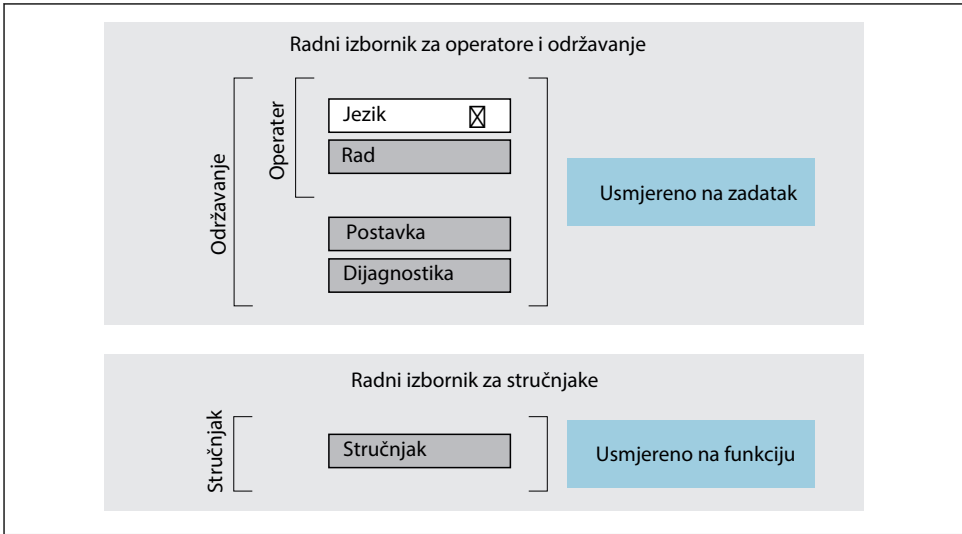 Radni izbornik za operatore i održavanje
Održavanje
Operater
Jezik
Rad
Postavka
Dijagnostika
Usmjereno na zadatak
Radni izbornik za stručnjake
Stručnjak
Stručnjak
Usmjereno na funkciju